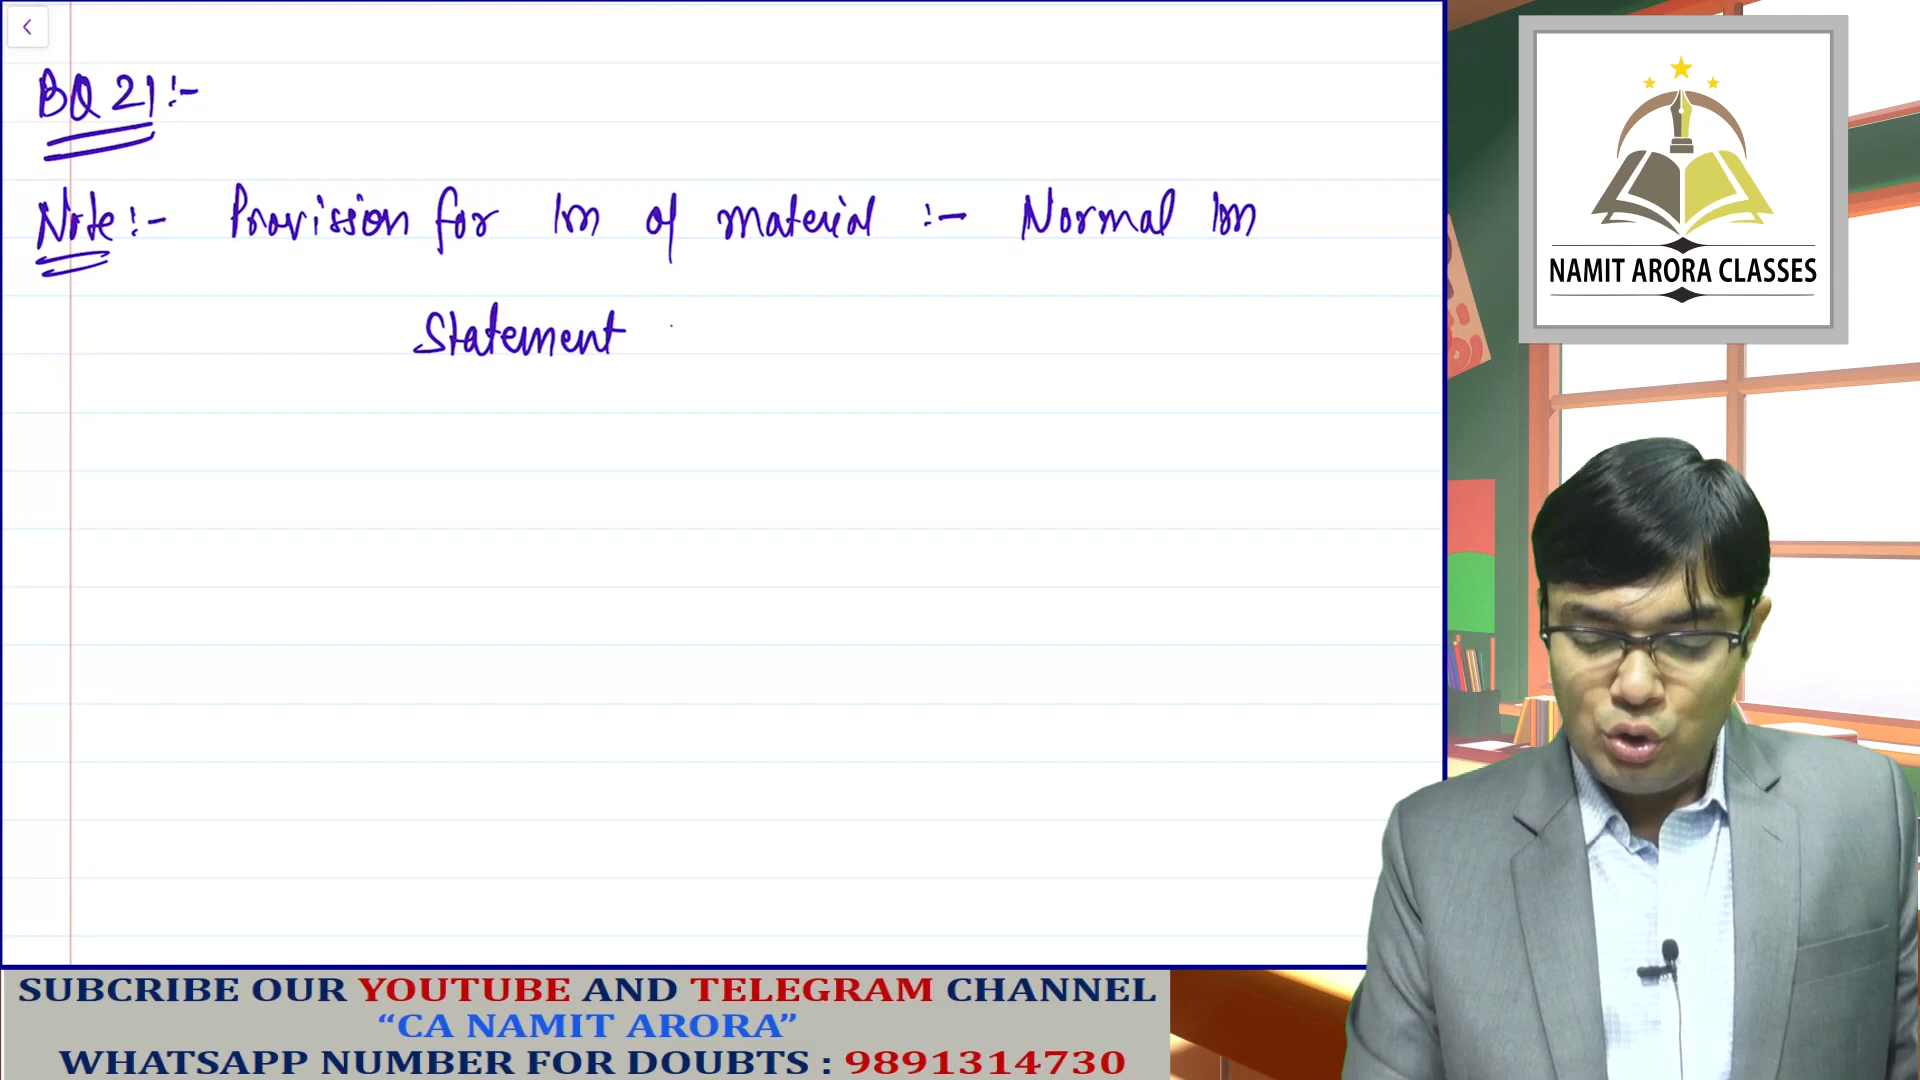 BQ 21 :-
Note :- Provission for loss of material :- Normal loss
Statement
NAMIT ARORA CLASSES
SUBCRIBE OUR YOUTUBE AND TELEGRAM CHANNEL
“CA NAMIT ARORA”
WHATSAPP NUMBER FOR DOUBTS : 9891314730